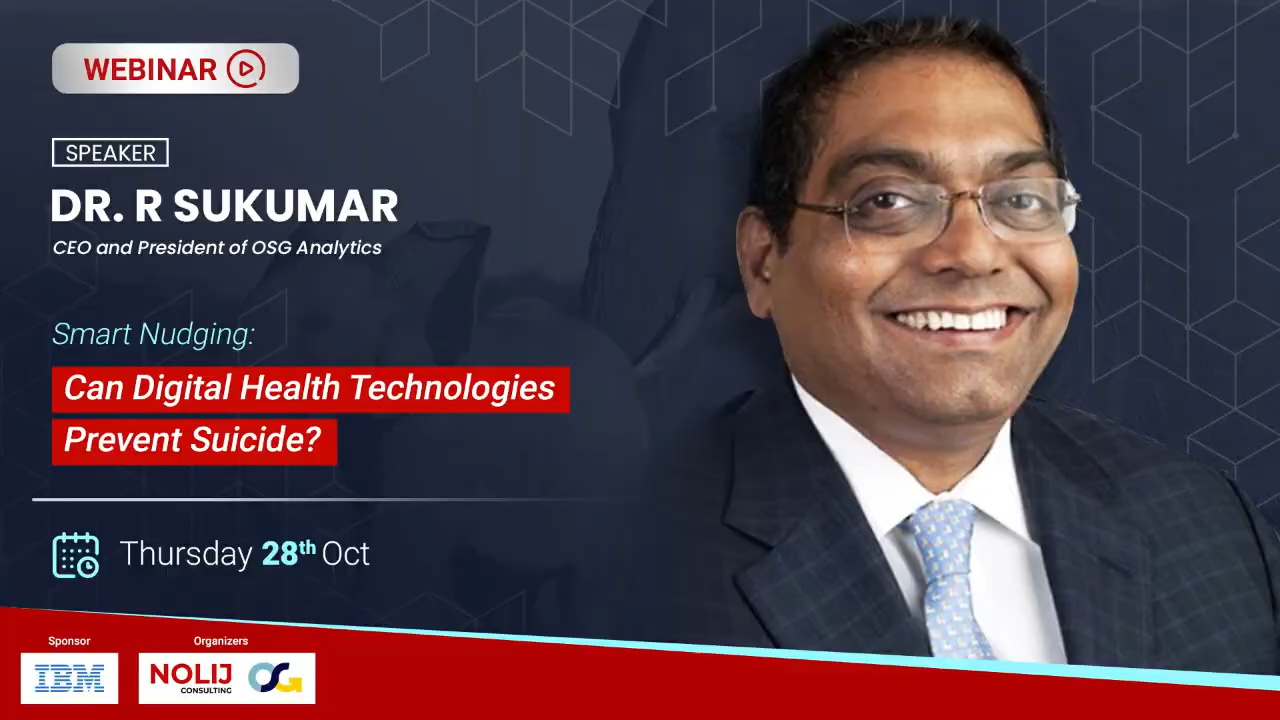 WEBINAR
SPEAKER
DR. R SUKUMAR
CEO and President of OSG Analytics
Smart Nudging:
Can Digital Health Technologies
Prevent Suicide?
Thursday 28th Oct
Sponsor
Organizers
IBM
NOLIJ
CONSULTING
OSG